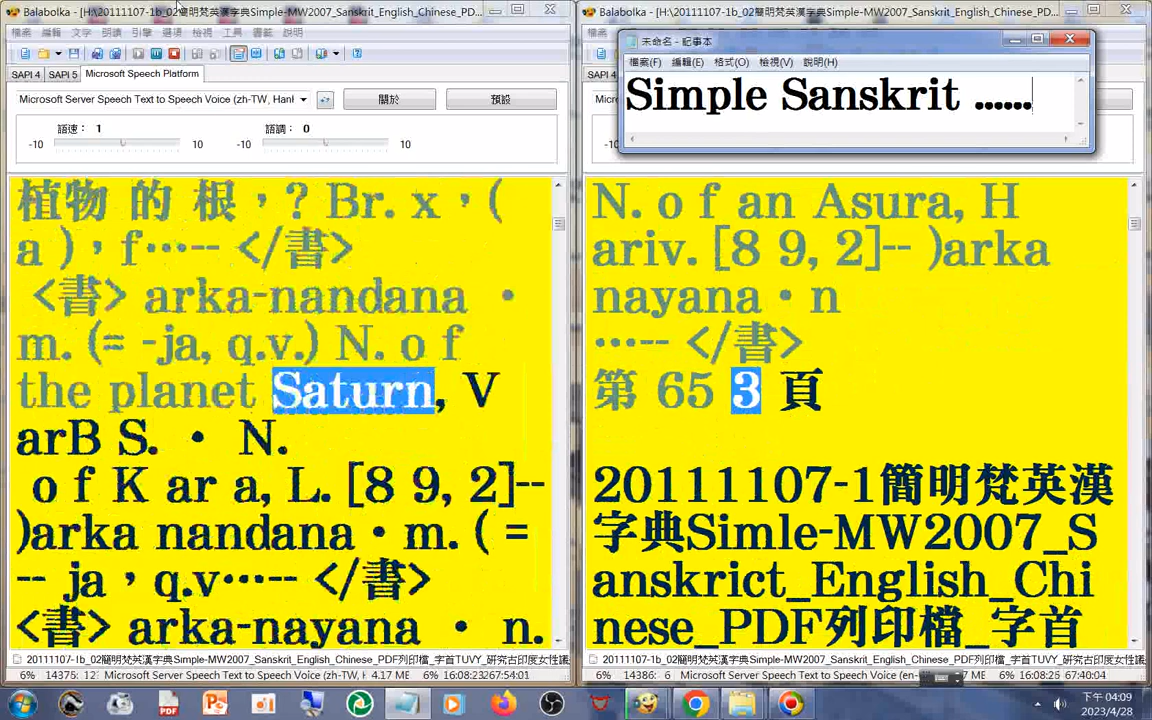 Balabolka - [H:\20111107-1b_02簡明梵英漢字典Simple-MW2007_Sanskrit_English_Chinese_PD...
檔案 編輯 文字 朗讀 引擎 選項 檢視 工具 書籤 說明
SAPI 4 SAPI 5 Microsoft Speech Platform
Microsoft Server Speech Text to Speech Voice (zh-TW, Han 關於 預設
語速: 1 語調: 0
-10 10 -10 10
植物 的 根，? Br. x，(
a )，f…-- </書>
<書> arka-nandana •
m. (= -ja, q.v.) N. o f
the planet Saturn, V
arB S. • N.
o f K ar a, L. [8 9, 2]--
)arka nandana • m. ( =
-- ja，q.v…-- </書>
<書> arka-nayana • n.
20111107-1b_02簡明梵英漢字典Simple-MW2007_Sanskrit_English_Chinese_PDF列印檔_字首TUVY_研究古印度女性議
6% 14375: 1 4.17 ME 6% 16:08:23 267:54:01 Microsoft Server Speech Text to Speech Voice (zh-TW, H
Balabolka - [H:\20111107-1b_02簡明梵英漢字典Simple-MW2007_Sanskrit_English_Chinese_PDF...
檔案
SAPI 4
Micr
-10
未命名 - 記事本
檔案(F) 編輯(E) 格式(O) 檢視(V) 說明(H)
Simple Sanskrit ......
N. o f an Asura, H
ariv. [8 9, 2]-- )arka
nayana • n
…-- </書>
第 65 3 頁
20111107-1簡明梵英漢
字典Simle-MW2007_S
anskrict_English_Chi
nese_PDF列印檔_字首
20111107-1b_02簡明梵英漢字典Simple-MW2007_Sanskrit_English_Chinese_PDF列印檔_字首TUVY_研究古印度女性議
6% 14386: 6 ME 6% 16:08 67:40:04 Microsoft Server Speech Text to Speech Voice (zh-TW,
下午 04:09
2023/4/28